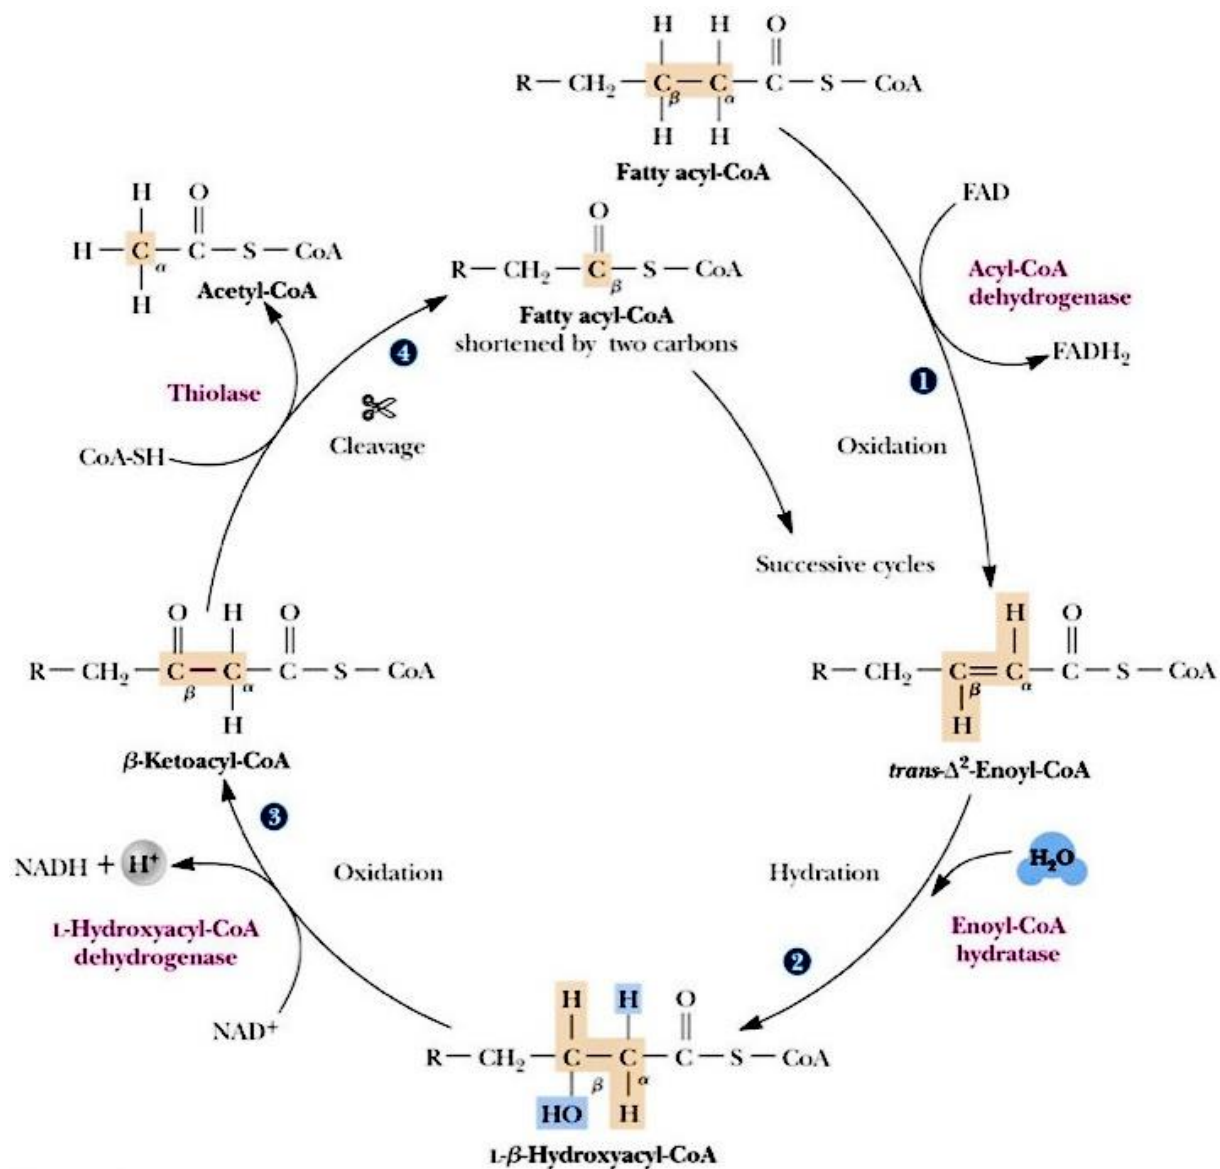 H H O
R — CH₂ — C — C — C — S — CoA
β α
H H
Fatty acyl-CoA
FAD
Acyl-CoA
dehydrogenase
FADH₂
1
Oxidation
H O
R — CH₂ — C = C — C — S — CoA
β α
H
trans-Δ²-Enoyl-CoA
H₂O
Hydration
Enoyl-CoA
hydratase
2
H H O
R — CH₂ — C — C — C — S — CoA
β α
HO H
L-β-Hydroxyacyl-CoA
NAD⁺
L-Hydroxyacyl-CoA
dehydrogenase
NADH + H⁺
Oxidation
3
O H O
R — CH₂ — C — C — C — S — CoA
β α
H
β-Ketoacyl-CoA
CoA-SH
Thiolase
Cleavage
4
H O
H — C — C — S — CoA
α
H
Acetyl-CoA
O
R — CH₂ — C — S — CoA
β
Fatty acyl-CoA
shortened by two carbons
Successive cycles